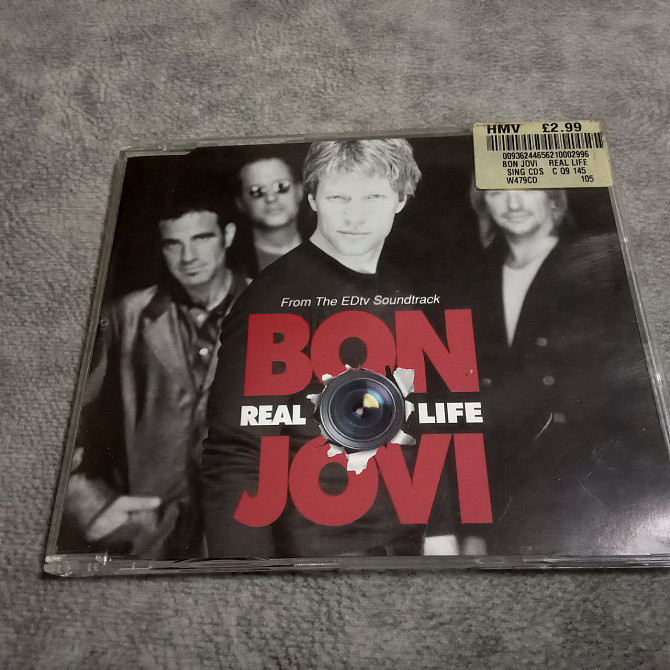 HMV £2.99
00936244656210002996
BON JOVI REAL LIFE
SING CDS C 09 145
W479CD 105
From The EDtv Soundtrack
BON
REAL LIFE
JOVI